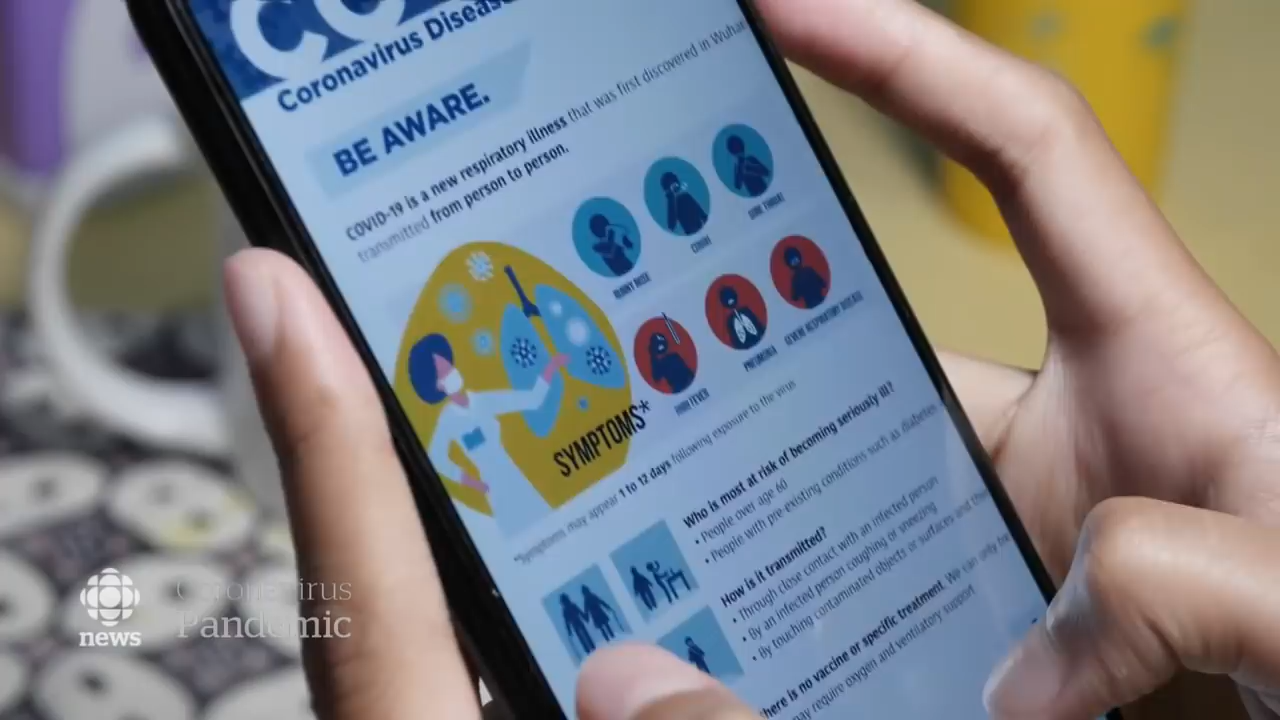 CO
Coronavirus Disease
BE AWARE.
COVID-19 is a new respiratory illness that was first discovered in Wuhan
transmitted from person to person.
RUNNY NOSE
COUGH
SORE THROAT
HIGH FEVER
PNEUMONIA
SEVERE RESPIRATORY DISEASE
SYMPTOMS*
*Symptoms may appear 1 to 12 days following exposure to the virus
Who is most at risk of becoming seriously ill?
• People over age 60
• People with pre existing conditions such as diabetes
How is it transmitted?
• Through close contact with an infected person
• By an infected person coughing or sneezing
• By touching contaminated objects or surfaces and then
there is no vaccine or specific treatment. We can only
may require oxygen and ventilatory support
news
Coronavirus
Pandemic